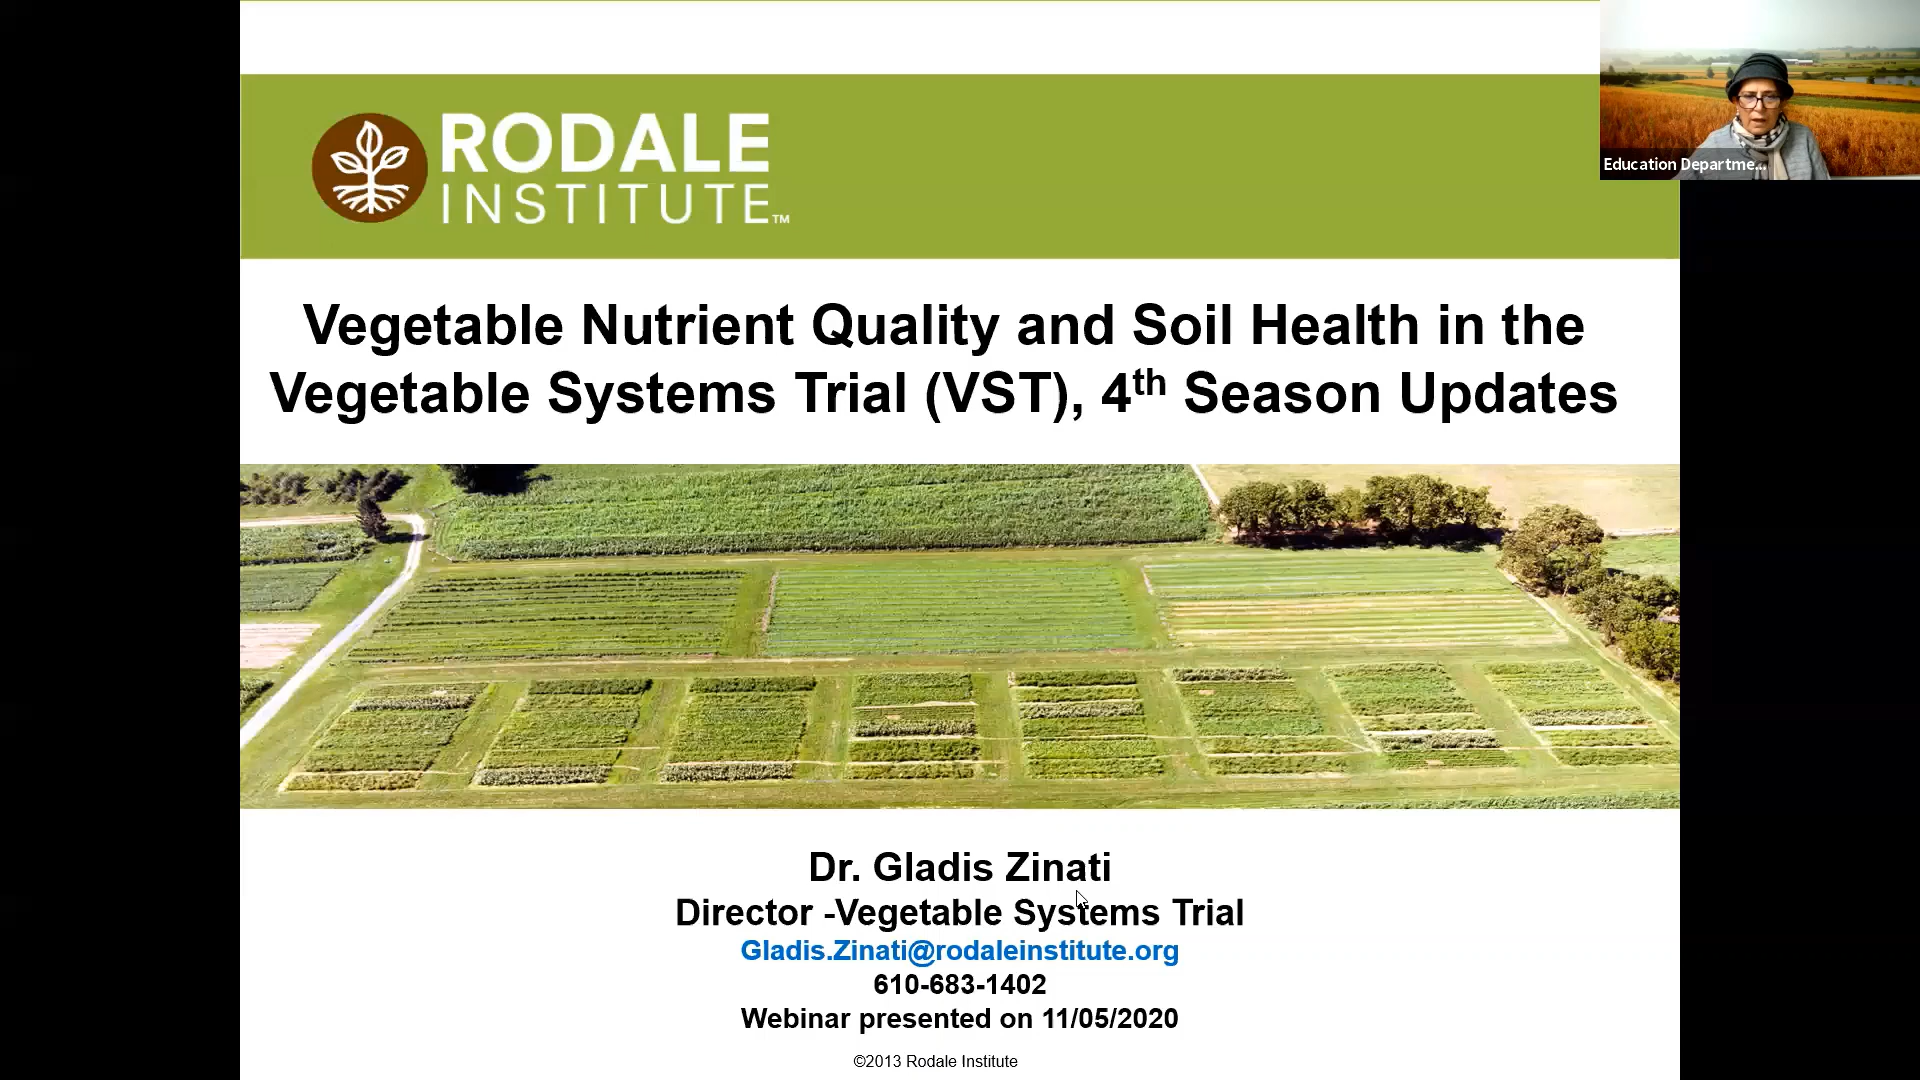 RODALE
INSTITUTE™
Education Departme...
Vegetable Nutrient Quality and Soil Health in the
Vegetable Systems Trial (VST), 4th Season Updates
Dr. Gladis Zinati
Director -Vegetable Systems Trial
Gladis.Zinati@rodaleinstitute.org
610-683-1402
Webinar presented on 11/05/2020
©2013 Rodale Institute